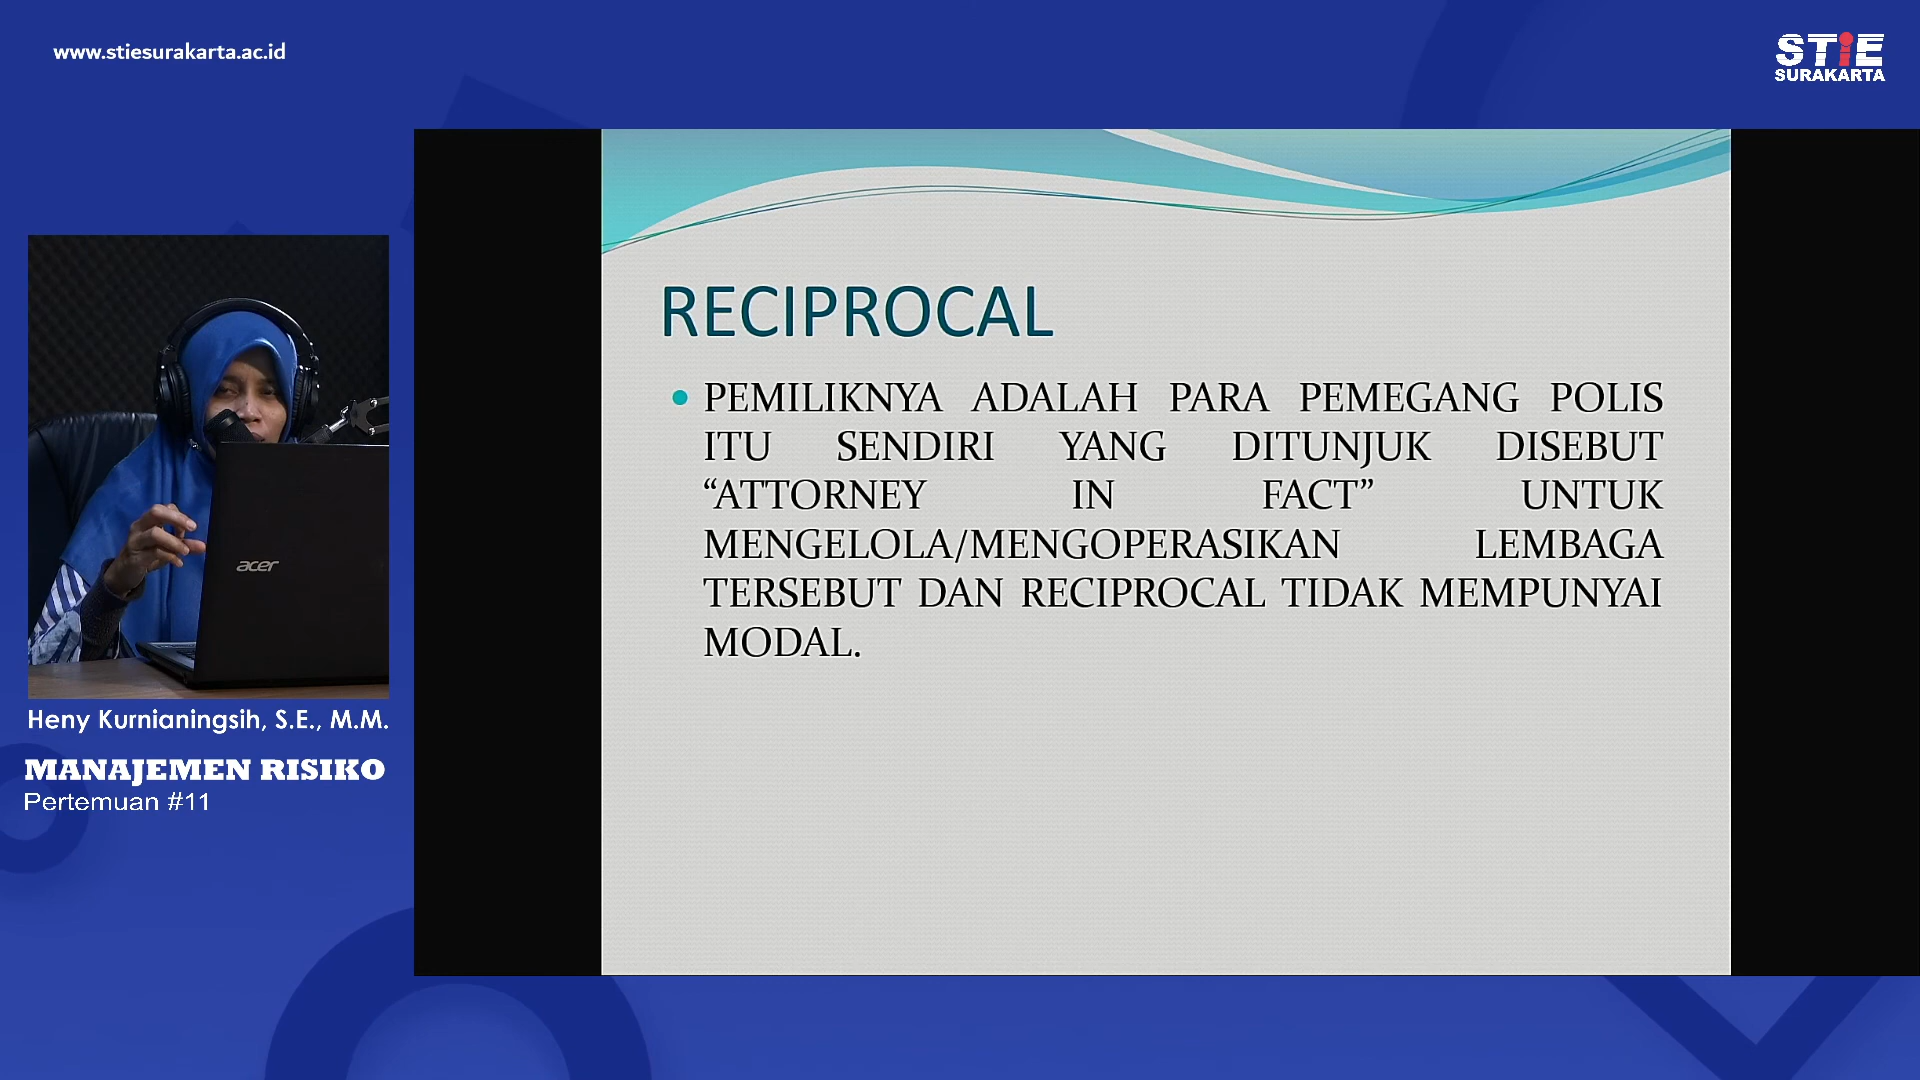 www.stiesurakarta.ac.id
STiE
SURAKARTA
RECIPROCAL
• PEMILIKNYA ADALAH PARA PEMEGANG POLIS
ITU SENDIRI YANG DITUNJUK DISEBUT
“ATTORNEY IN FACT” UNTUK
MENGELOLA/MENGOPERASIKAN LEMBAGA
TERSEBUT DAN RECIPROCAL TIDAK MEMPUNYAI
MODAL.
acer
Heny Kurnianingsih, S.E., M.M.
MANAJEMEN RISIKO
Pertemuan #11